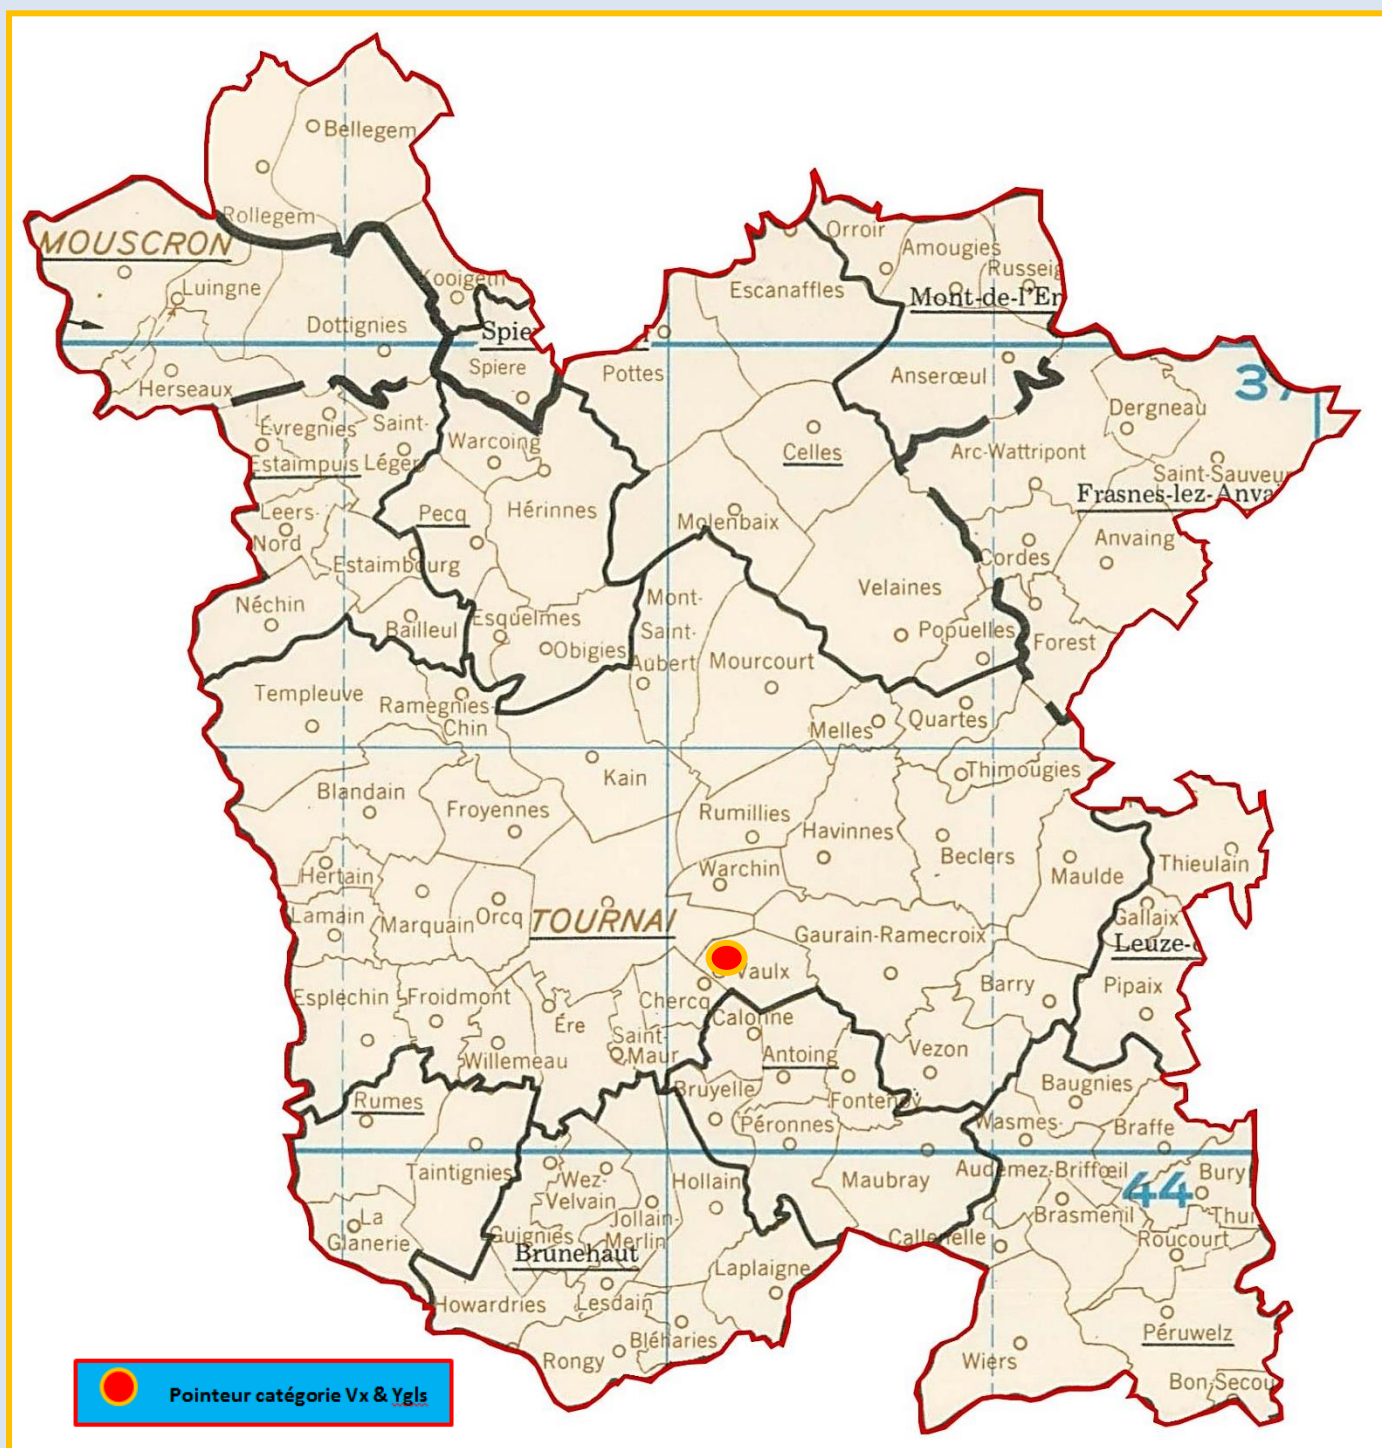 Bellegem
Rollegem
MOUSCRON
Orroir
Amougies
Russeig
Kooigem
Escanaffles
Luingne
Mont-de-l'Er
Dottignies
Spie
Spiere
Pottes
Anserœul
Herseaux
37
Dergneau
Évregnies
Saint-
Léger
Estaimpuis
Warcoing
Celles
Arc-Wattripont
Saint-Sauveur
Frasnes-lez-Anva
Leers-
Nord
Pecq
Hérinnes
Molenbaix
Anvaing
Estaimbourg
Cordes
Velaines
Néchin
Bailleul
Esquelmes
Obigies
Mont-
Saint-
Aubert
Mourcourt
Popuelles
Forest
Templeuve
Ramegnies-
Chin
Melles
Quartes
Kain
Thimougies
Blandain
Froyennes
Rumillies
Havinnes
Beclers
Thieulain
Hertain
Warchin
Maulde
Lamain
Marquain
Orcq
TOURNAI
Gaurain-Ramecroix
Gallaix
Leuze-
Vaulx
Esplechin
Froidmont
Chercq
Barry
Pipaix
Ere
Calonne
Saint-
Maur
Willemeau
Antoing
Vezon
Rumes
Bruyelle
Fontenoy
Baugnies
Péronnes
Wasmes-
Audemez-Briffœil
Braffe
Taintignies
Wez-
Velvain
Hollain
Maubray
Bury
44
La
Glanerie
Guignies
Jollain-
Merlin
Brasmenil
Thui
Brunehaut
Callenelle
Roucourt
Laplaigne
Howardries
Lesdain
Bléharies
Péruwelz
Rongy
Wiers
Bon-Secou
Pointeur catégorie Vx & Ygls